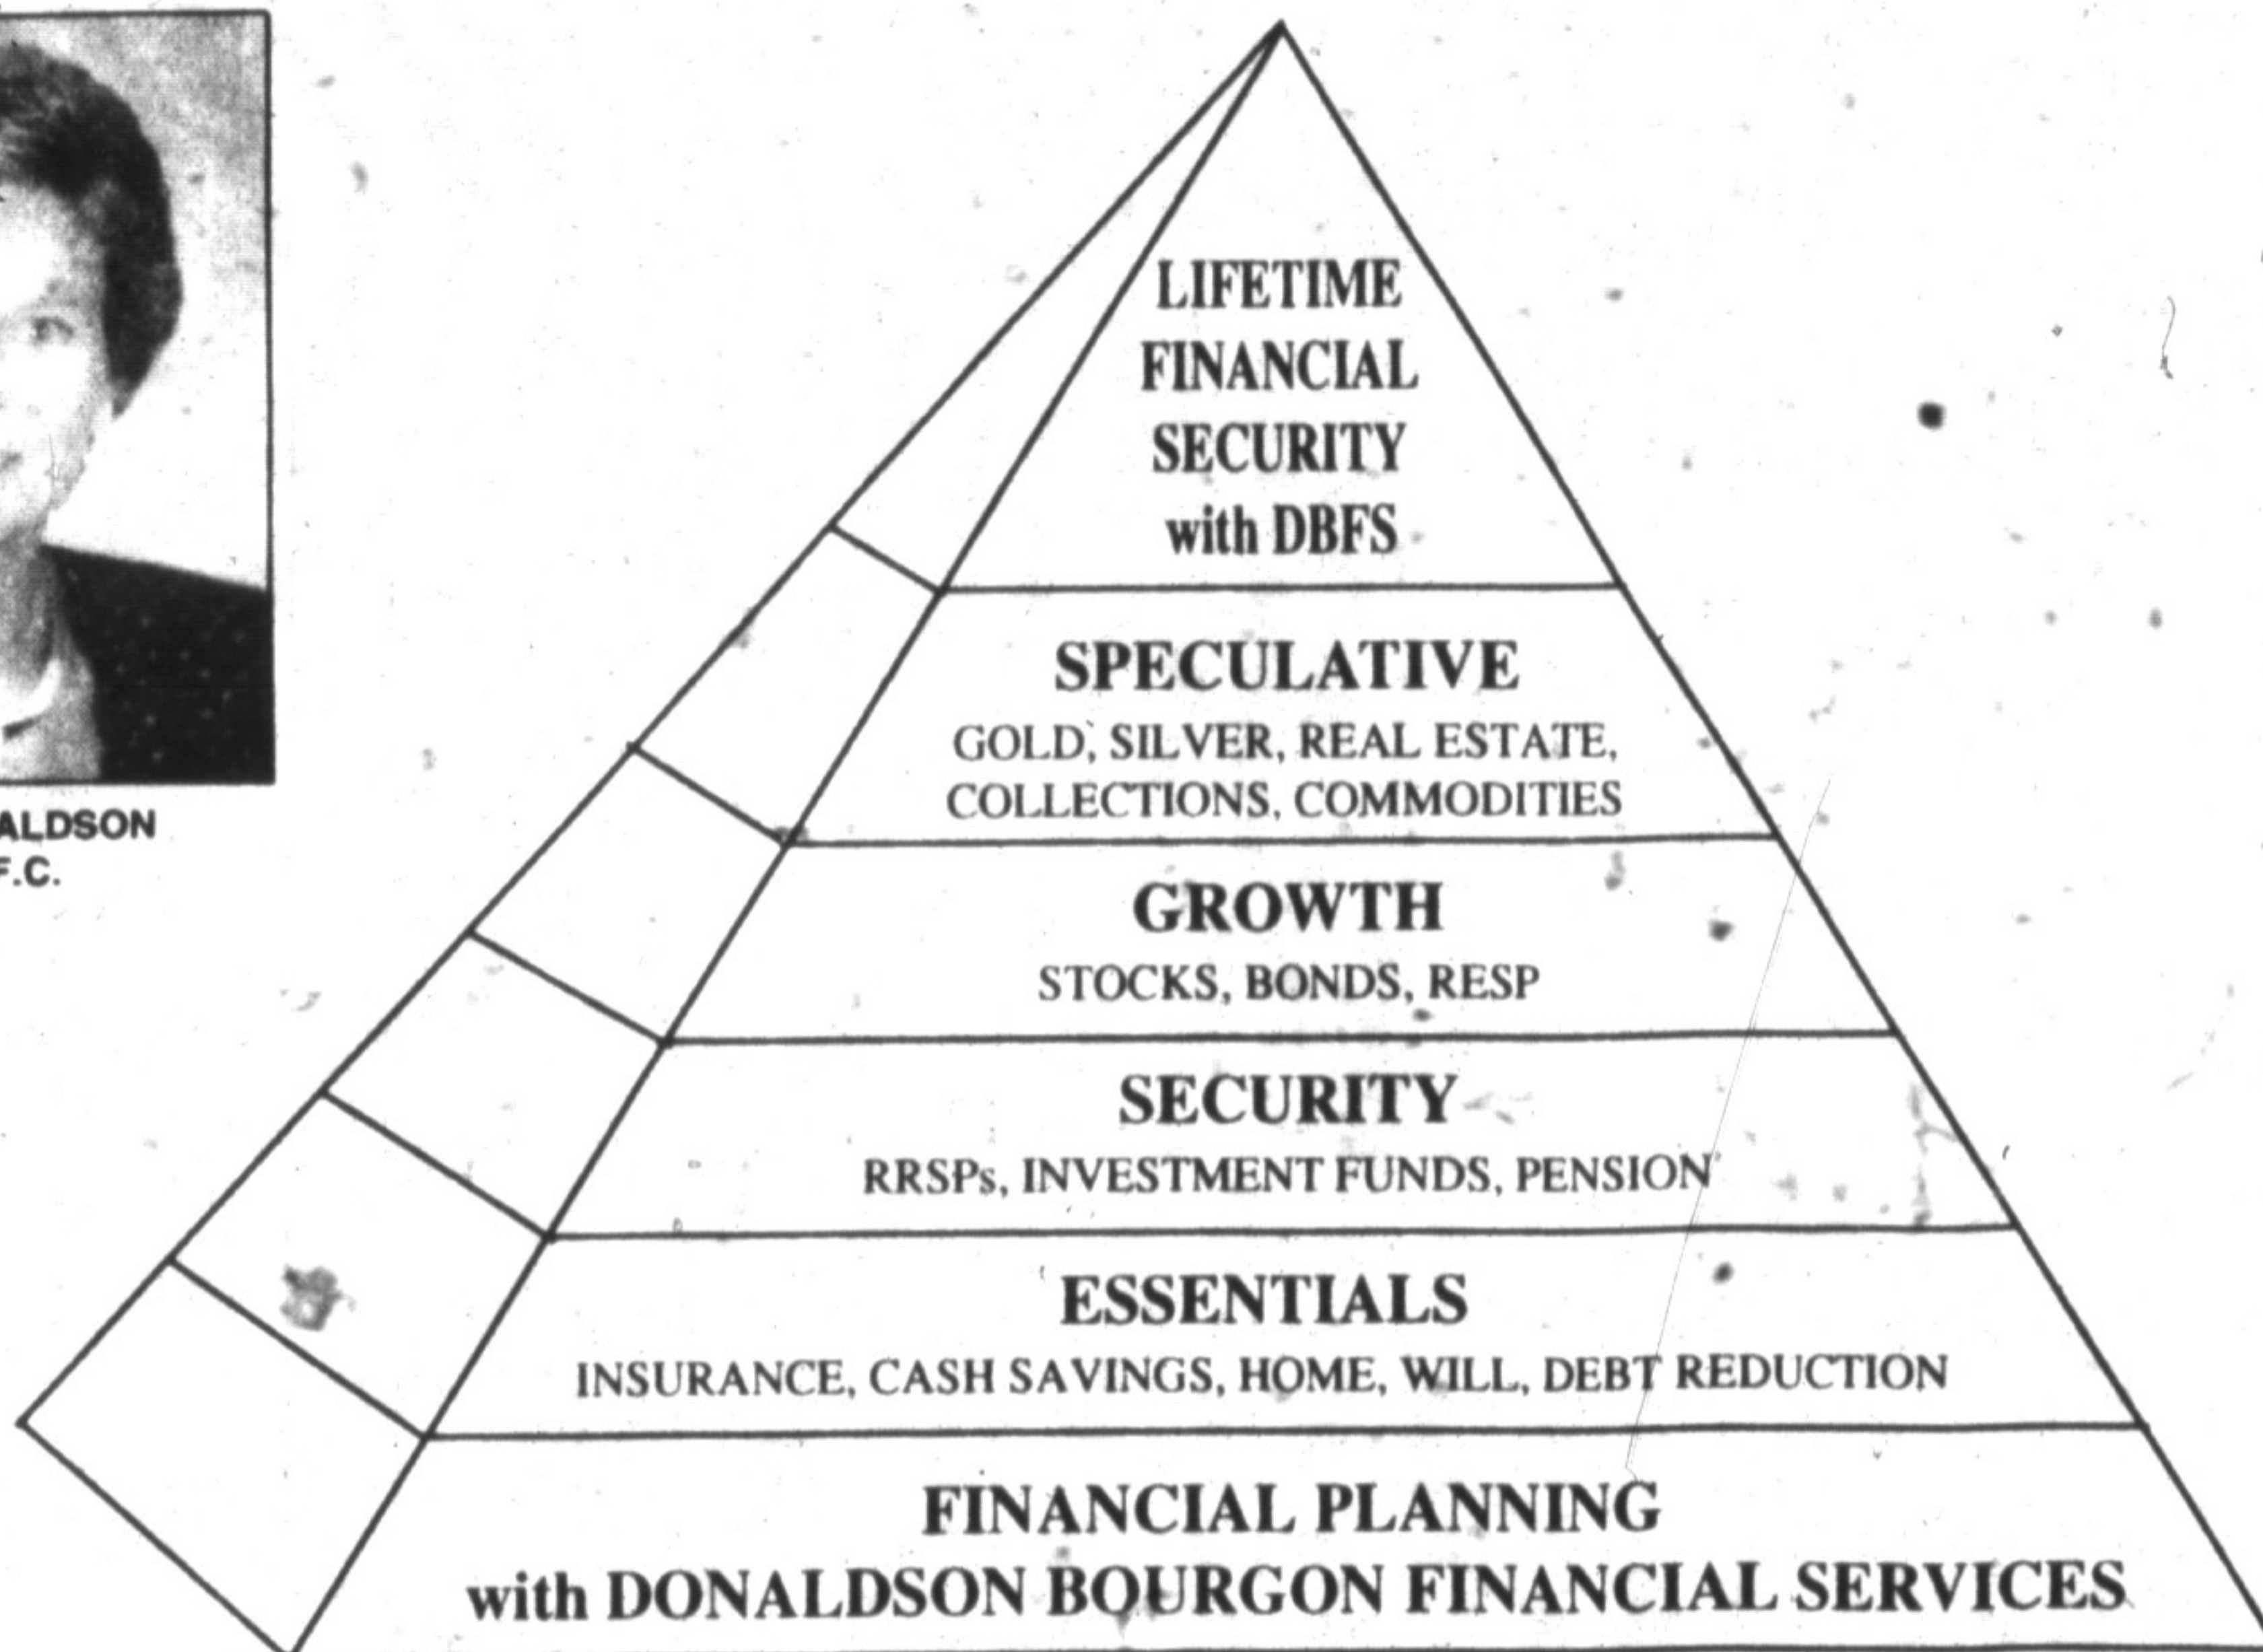 ALDSON
F.C.
LIFETIME
FINANCIAL
SECURITY
with DBFS
SPECULATIVE
GOLD, SILVER, REAL ESTATE,
COLLECTIONS, COMMODITIES
GROWTH
STOCKS, BONDS, RESP
SECURITY
RRSPs, INVESTMENT FUNDS, PENSION
ESSENTIALS
INSURANCE, CASH SAVINGS, HOME, WILL, DEBT REDUCTION
FINANCIAL PLANNING
with DONALDSON BOURGON FINANCIAL SERVICES